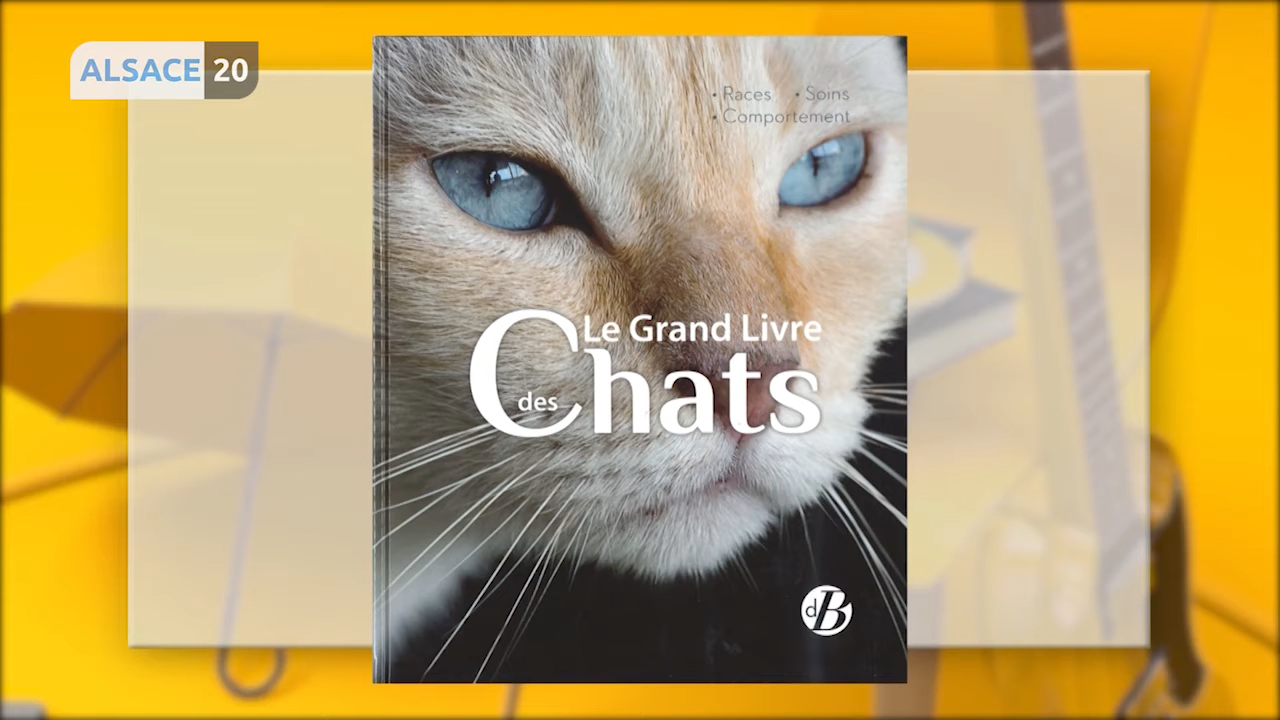 ALSACE 20
• Races • Soins
• Comportement
Le Grand Livre
des Chats
dB